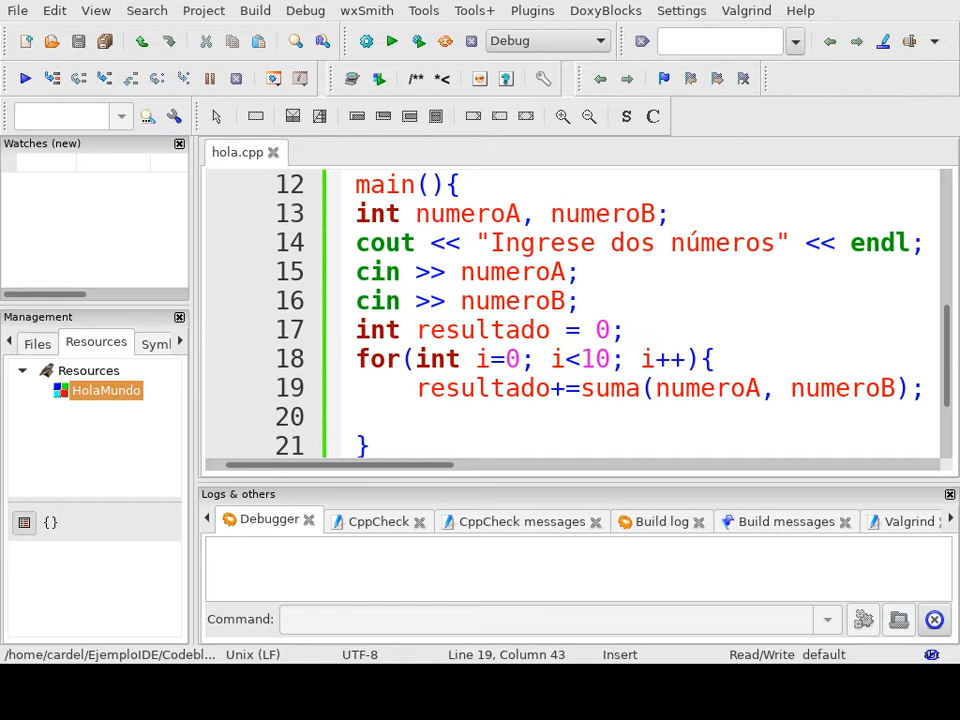 File Edit View Search Project Build Debug wxSmith Tools Tools+ Plugins DoxyBlocks Settings Valgrind Help
Debug
/** *<
S C
Watches (new)
hola.cpp
12 main(){
13 int numeroA, numeroB;
14 cout << "Ingrese dos números" << endl;
15 cin >> numeroA;
16 cin >> numeroB;
17 int resultado = 0;
18 for(int i=0; i<10; i++){
19 resultado+=suma(numeroA, numeroB);
20
21 }
Management
Files Resources Symb
Resources
HolaMundo
{}
Logs & others
Debugger CppCheck CppCheck messages Build log Build messages Valgrind
Command:
/home/cardel/EjemploIDE/Codebl... Unix (LF) UTF-8 Line 19, Column 43 Insert Read/Write default